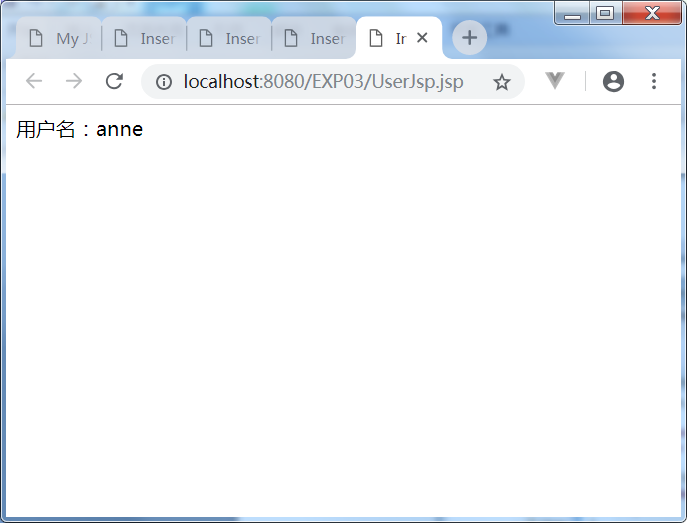 My J
Inser
Inser
Inser
Ir
localhost:8080/EXP03/UserJsp.jsp
用户名：anne